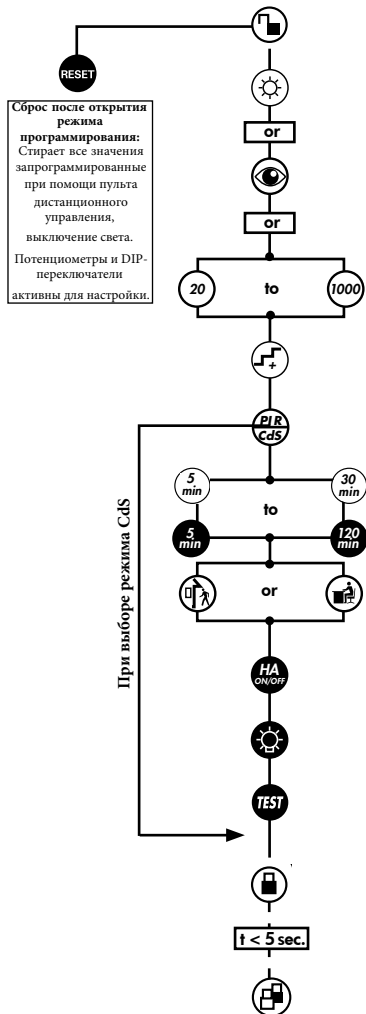 RESET
Сброс после открытия
режима
программирования:
Стирает все значения
запрограммированные
при помощи пульта
дистанционного
управления,
выключение света.
Потенциометры и DIP-
переключатели
активны для настройки.
or
or
20 to 1000
+
PIR
CdS
5
min
30
min
to
5
min
120
min
or
При выборе режима CdS
HA
ON/OFF
TEST
t < 5 sec.